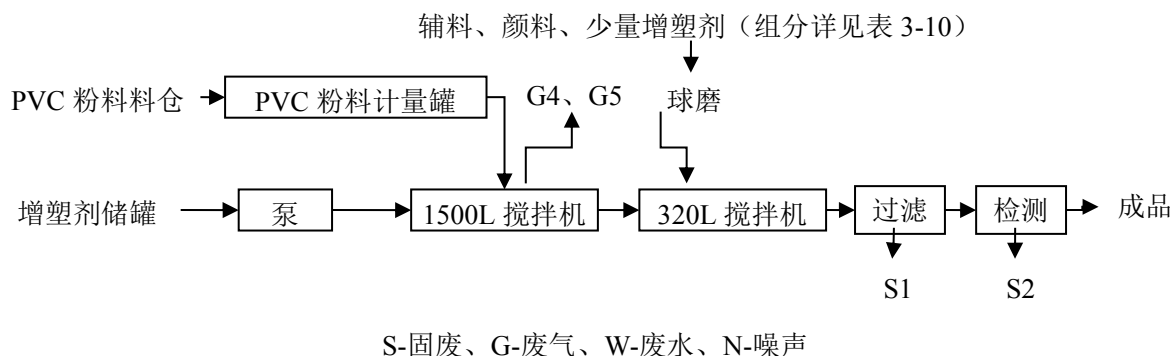 辅料、颜料、少量增塑剂（组分详见表 3-10）
PVC 粉料料仓
PVC 粉料计量罐
G4、G5
球磨
增塑剂储罐
泵
1500L 搅拌机
320L 搅拌机
过滤
检测
成品
S1
S2
S-固废、G-废气、W-废水、N-噪声